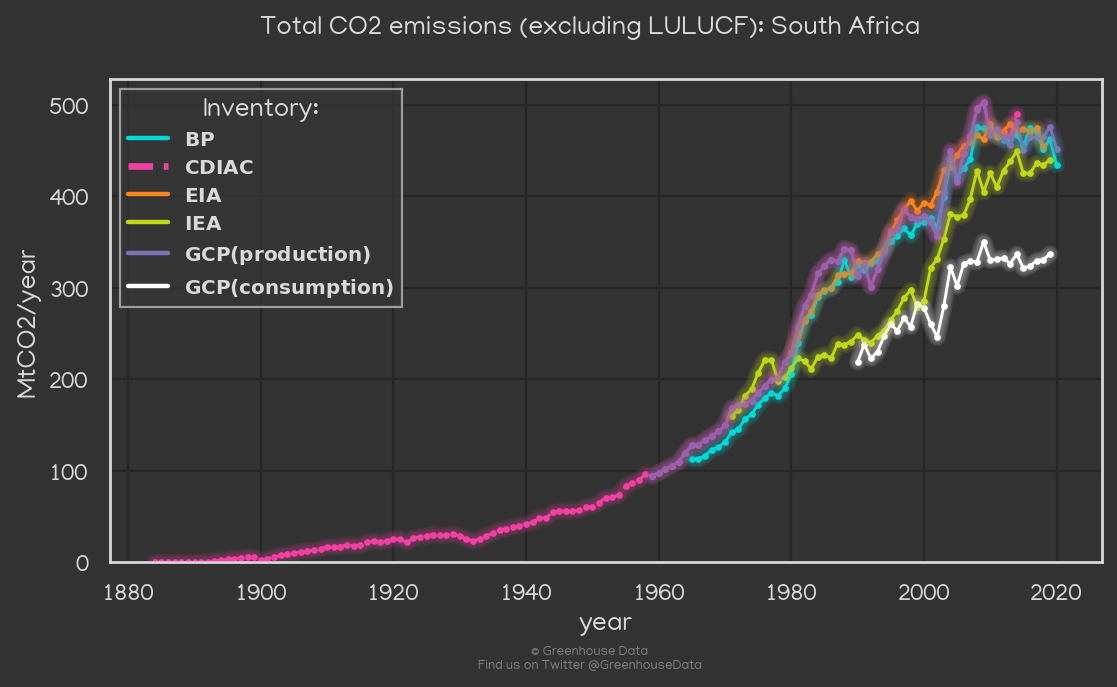 Total CO2 emissions (excluding LULUCF): South Africa
Inventory:
BP
CDIAC
EIA
IEA
GCP(production)
GCP(consumption)
MtCO2/year
500
400
300
200
100
0
1880 1900 1920 1940 1960 1980 2000 2020
year
© Greenhouse Data
Find us on Twitter @GreenhouseData